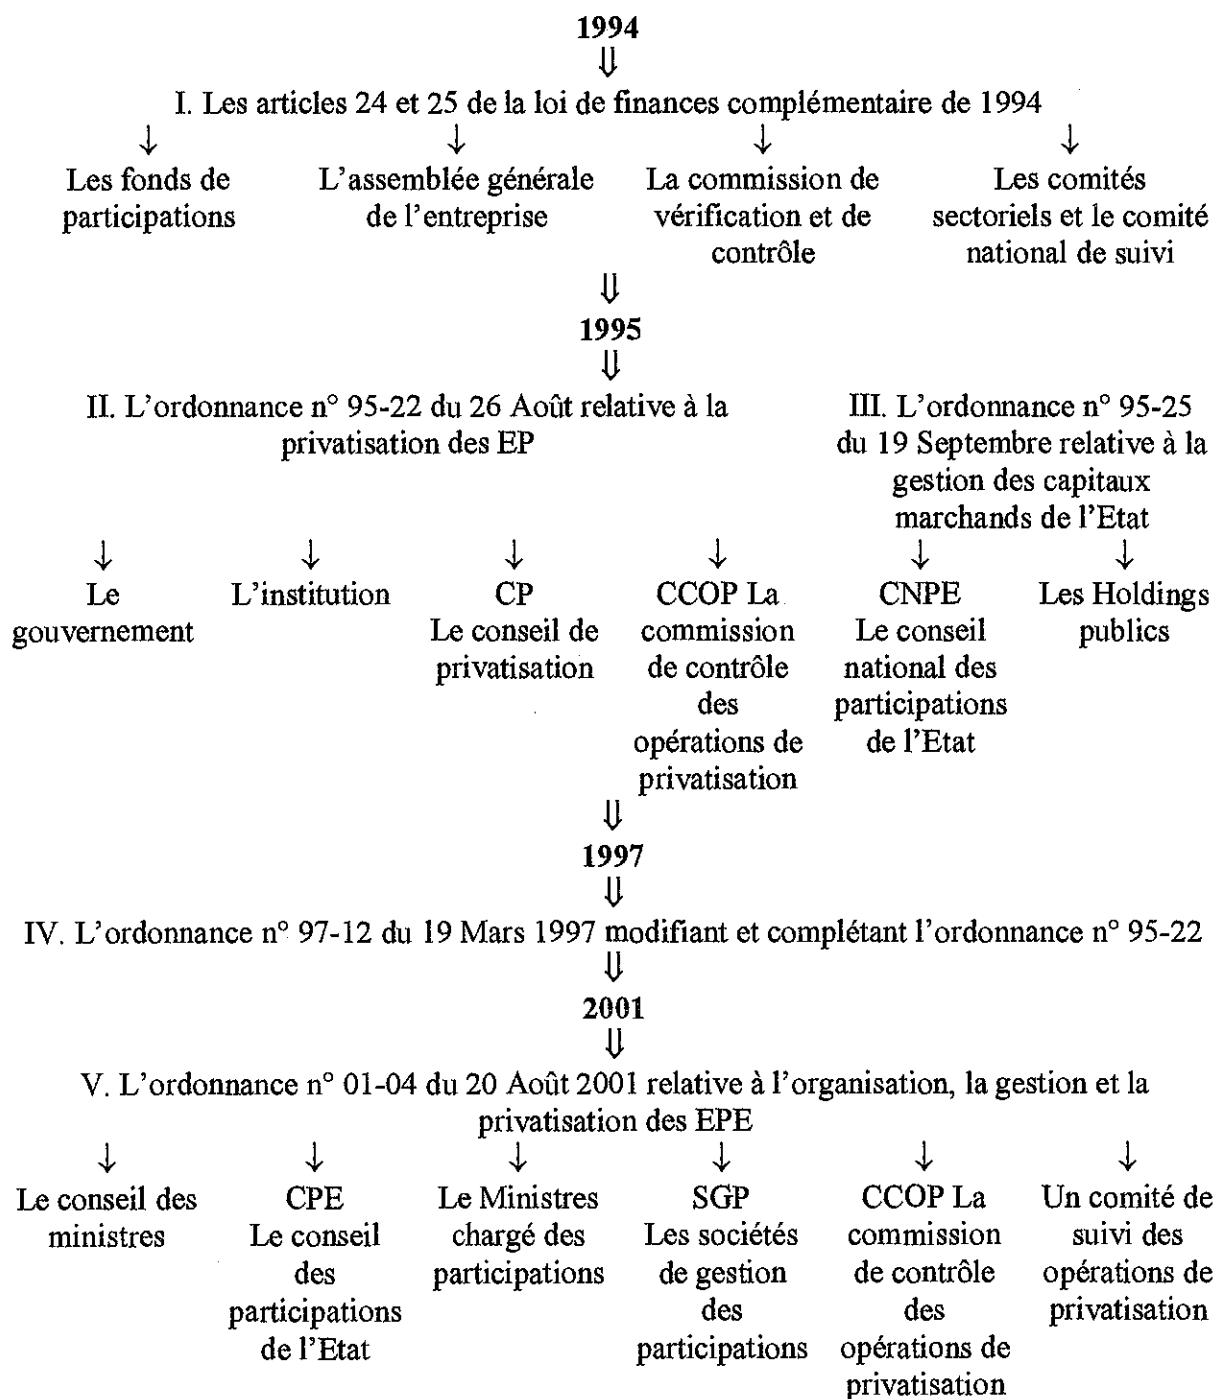 1994
⇓
I. Les articles 24 et 25 de la loi de finances complémentaire de 1994
↓ ↓ ↓ ↓
Les fonds de
participations
L'assemblée générale
de l'entreprise
La commission de
vérification et de
contrôle
Les comités
sectoriels et le comité
national de suivi
⇓
1995
⇓
II. L'ordonnance n° 95-22 du 26 Août relative à la
privatisation des EP
III. L'ordonnance n° 95-25
du 19 Septembre relative à la
gestion des capitaux
marchands de l'Etat
↓ ↓ ↓ ↓ ↓ ↓
Le
gouvernement
L'institution
CP
Le conseil de
privatisation
CCOP La
commission
de contrôle
des
opérations de
privatisation
CNPE
Le conseil
national des
participations
de l'Etat
Les Holdings
publics
⇓
1997
⇓
IV. L'ordonnance n° 97-12 du 19 Mars 1997 modifiant et complétant l'ordonnance n° 95-22
⇓
2001
⇓
V. L'ordonnance n° 01-04 du 20 Août 2001 relative à l'organisation, la gestion et la
privatisation des EPE
↓ ↓ ↓ ↓ ↓ ↓
Le conseil des
ministres
CPE
Le conseil
des
participations
de l'Etat
Le Ministres
chargé des
participations
SGP
Les sociétés
de gestion
des
participations
CCOP La
commission
de contrôle
des
opérations de
privatisation
Un comité de
suivi des
opérations de
privatisation